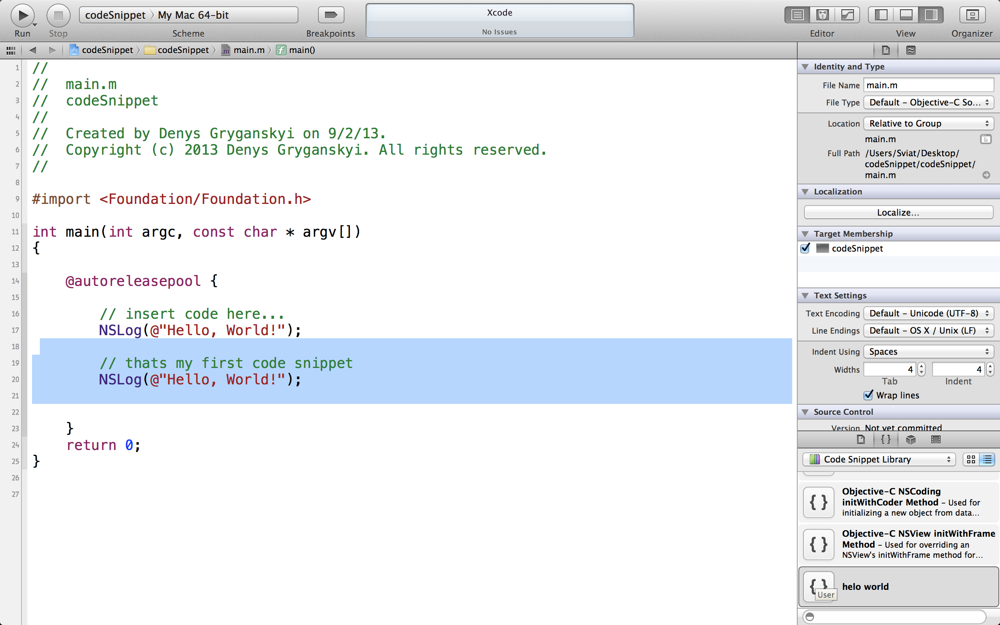 codeSnippet My Mac 64-bit
Xcode
No Issues
Run Stop Scheme Breakpoints Editor View Organizer
codeSnippet codeSnippet main.m main()
1 //
2 // main.m
3 // codeSnippet
4 //
5 // Created by Denys Gryganskyi on 9/2/13.
6 // Copyright (c) 2013 Denys Gryganskyi. All rights reserved.
7 //
8
9 #import <Foundation/Foundation.h>
10
11 int main(int argc, const char * argv[])
12 {
13
14 @autoreleasepool {
15
16 // insert code here...
17 NSLog(@"Hello, World!");
18
19 // thats my first code snippet
20 NSLog(@"Hello, World!");
21
22
23 }
24 return 0;
25 }
26
27
Identity and Type
File Name main.m
File Type Default - Objective-C So...
Location Relative to Group
main.m
Full Path /Users/Sviat/Desktop/
codeSnippet/codeSnippet/
main.m
Localization
Localize...
Target Membership
codeSnippet
Text Settings
Text Encoding Default - Unicode (UTF-8)
Line Endings Default - OS X / Unix (LF)
Indent Using Spaces
Widths 4 4
Tab Indent
Wrap lines
Source Control
Version Not yet committed
{}
Code Snippet Library
{ } Objective-C NSCoding
initWithCoder Method - Used for
initializing a new object from data...
{ } Objective-C NSView initWithFrame
Method - Used for overriding an
NSView's initWithFrame method for...
{ } helo world
User